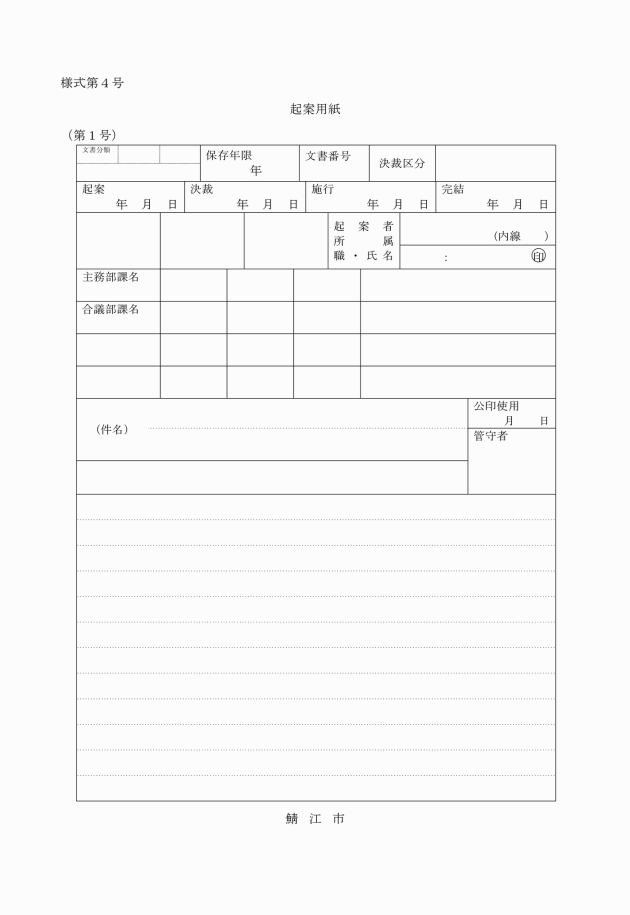 様式第4号
起案用紙
（第1号）
文書分類 保存年限 文書番号 決裁区分
年
起案 決裁 施行 完結
年 月 日 年 月 日 年 月 日 年 月 日
起案者
所属
職・氏名
（内線 ）
： ㊞
主務部課名
合議部課名
公印使用
月 日
（件名）
管守者
鯖江市